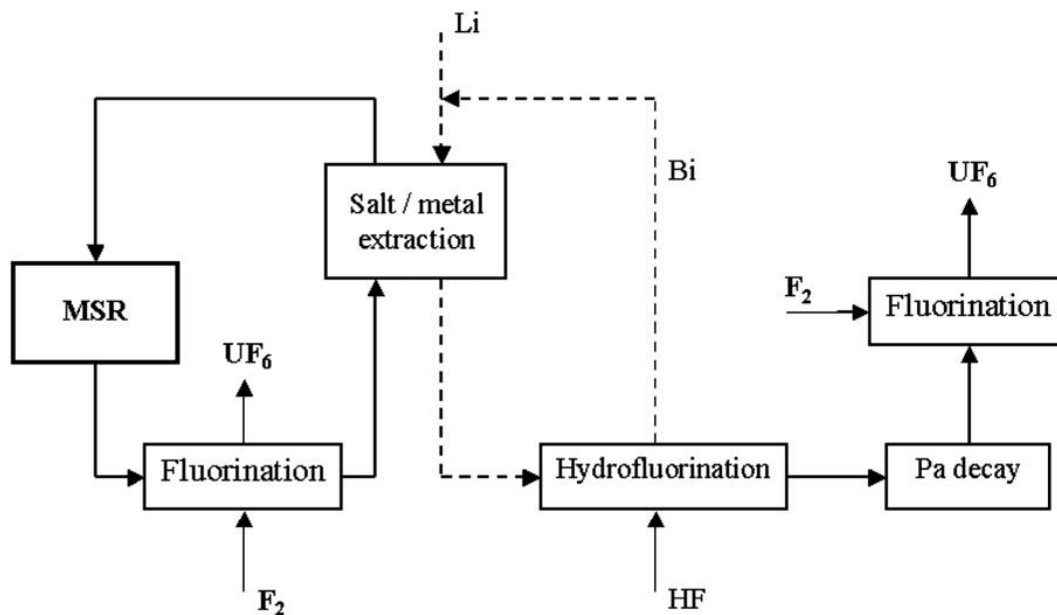 Li
Bi
Salt / metal
extraction
UF₆
MSR
F₂
Fluorination
UF₆
Fluorination
Hydrofluorination
Pa decay
F₂
HF